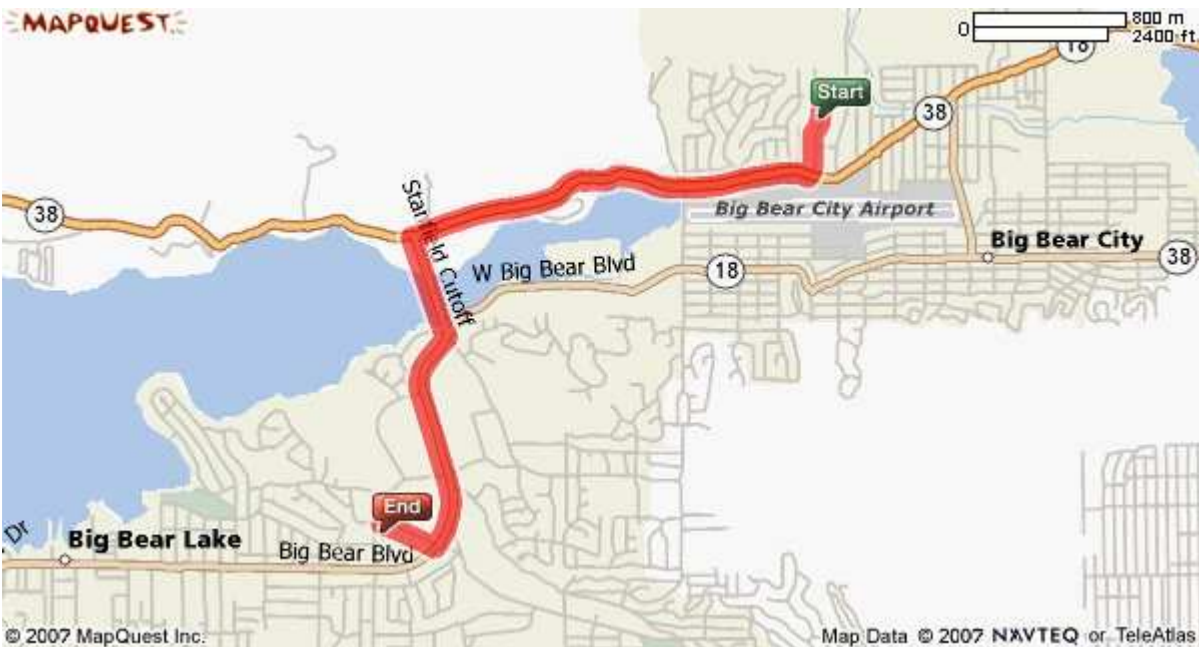 MAPQUEST
0
800 m
2400 ft.
18
Start
38
38
Big Bear City Airport
Stanfield Cutoff
Big Bear City
W Big Bear Blvd
18
38
End
Dr
Big Bear Lake
Big Bear Blvd
© 2007 MapQuest Inc.
Map Data © 2007 NAVTEQ or TeleAtlas